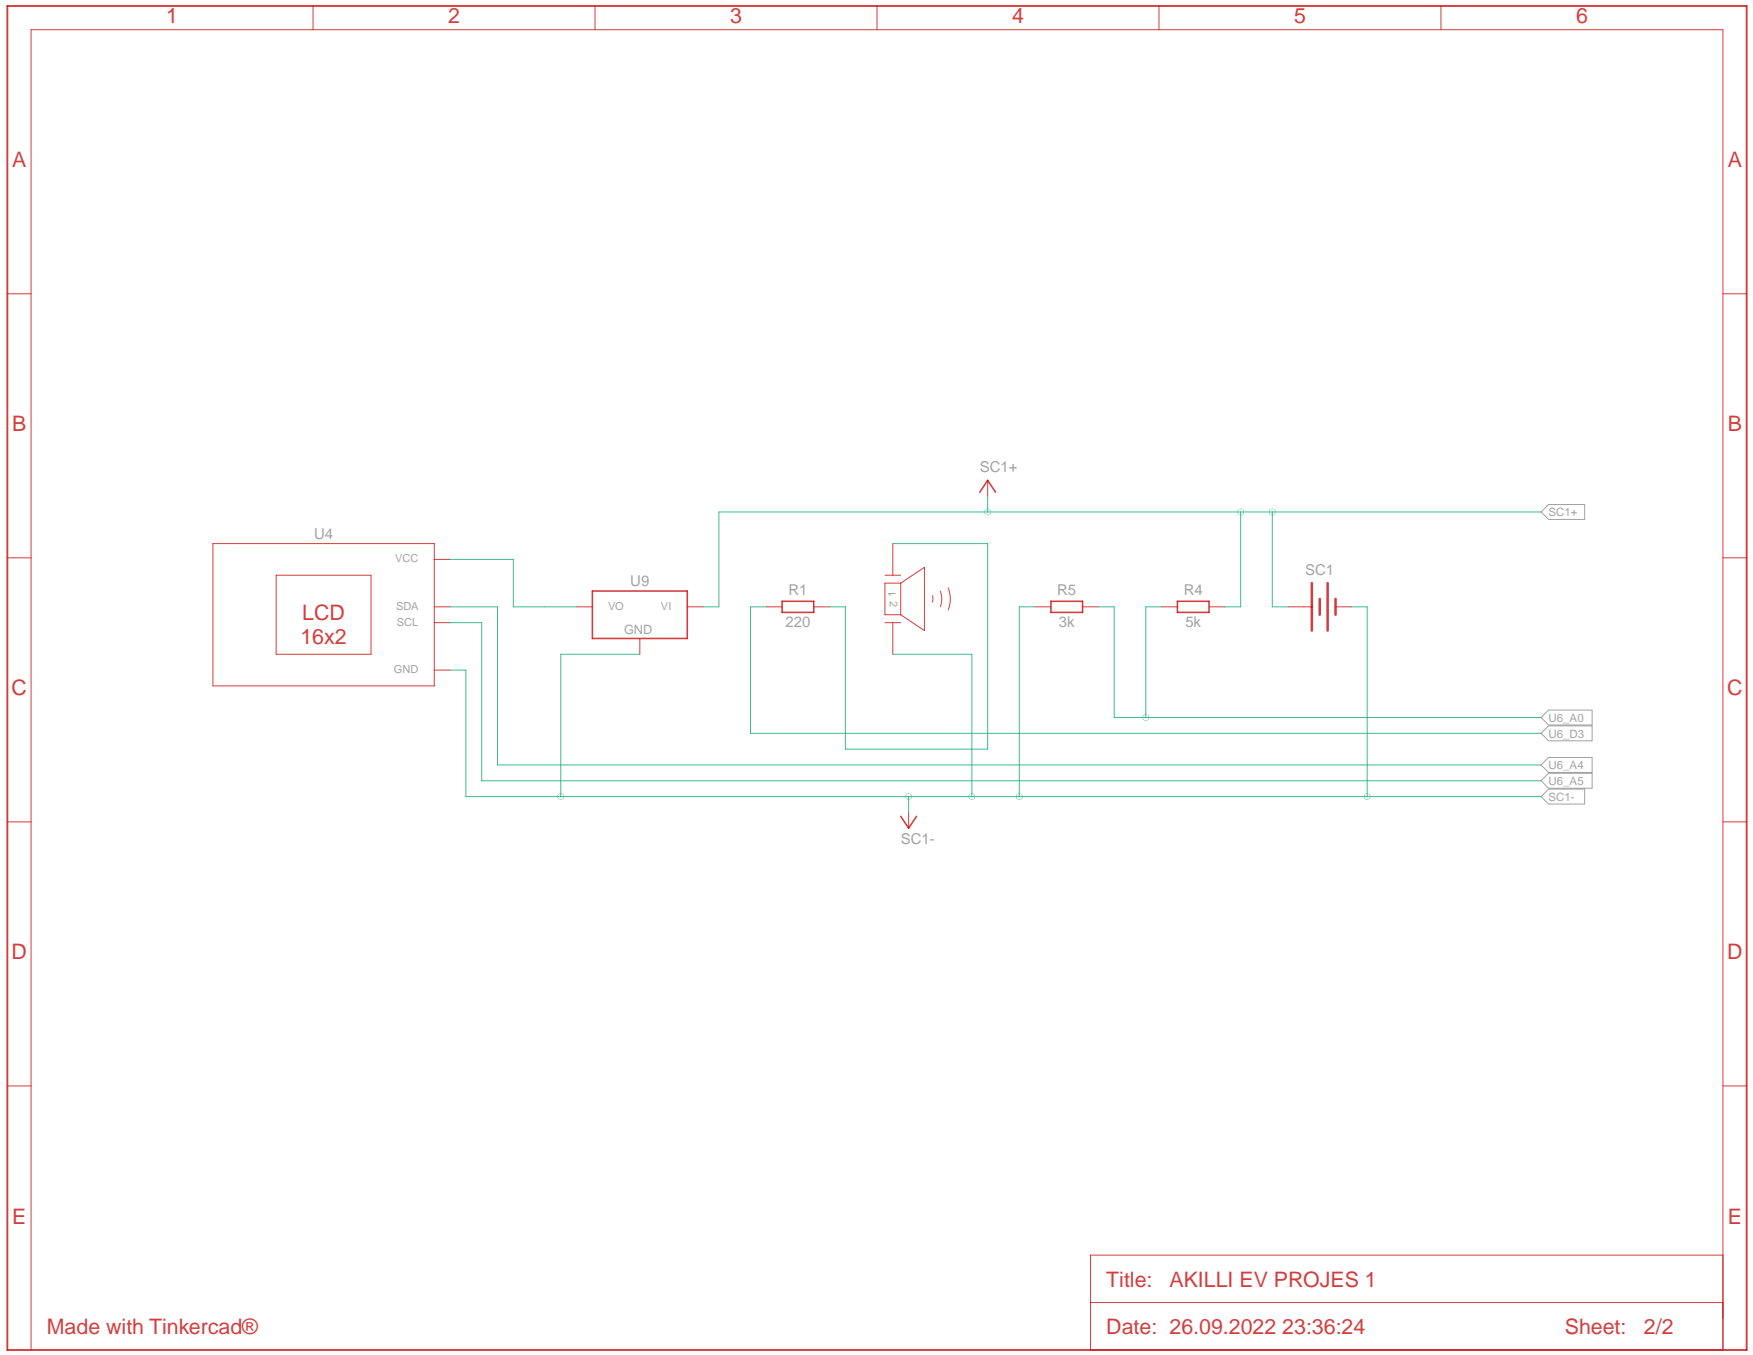 1 2 3 4 5 6
A A
B B
SC1+
SC1+
U4
VCC
SDA
SCL
GND
LCD
16x2
U9
VO VI
GND
R1
220
1 2
R5
3k
R4
5k
SC1
C C
U6_A0
U6_D3
U6_A4
U6_A5
SC1-
SC1-
D D
E E
Title: AKILLI EV PROJES 1
Made with Tinkercad®
Date: 26.09.2022 23:36:24 Sheet: 2/2